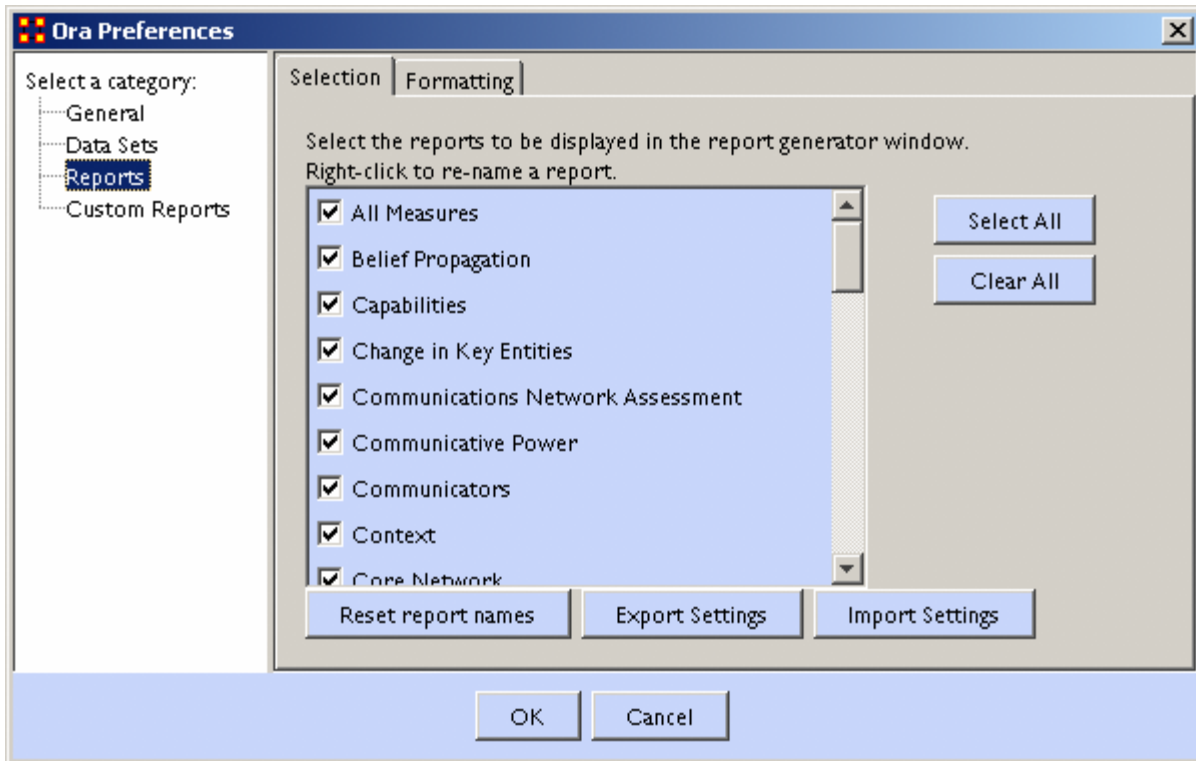 Ora Preferences
Select a category:
General
Data Sets
Reports
Custom Reports
Selection
Formatting
Select the reports to be displayed in the report generator window.
Right-click to re-name a report.
All Measures
Belief Propagation
Capabilities
Change in Key Entities
Communications Network Assessment
Communicative Power
Communicators
Context
Core Network
Select All
Clear All
Reset report names
Export Settings
Import Settings
OK
Cancel